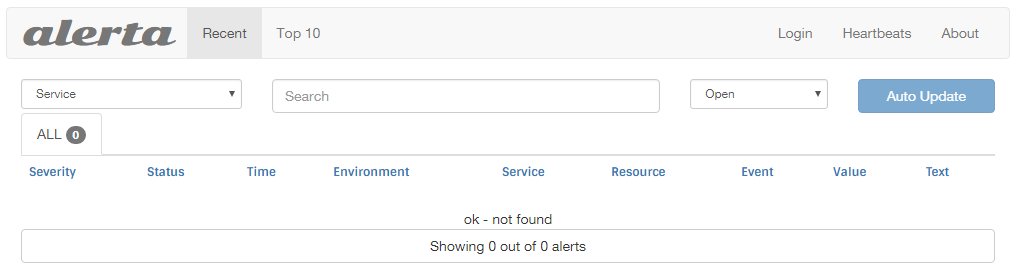 alerta Recent Top 10 Login Heartbeats About
Service Search Open Auto Update
ALL 0
Severity Status Time Environment Service Resource Event Value Text
ok - not found
Showing 0 out of 0 alerts